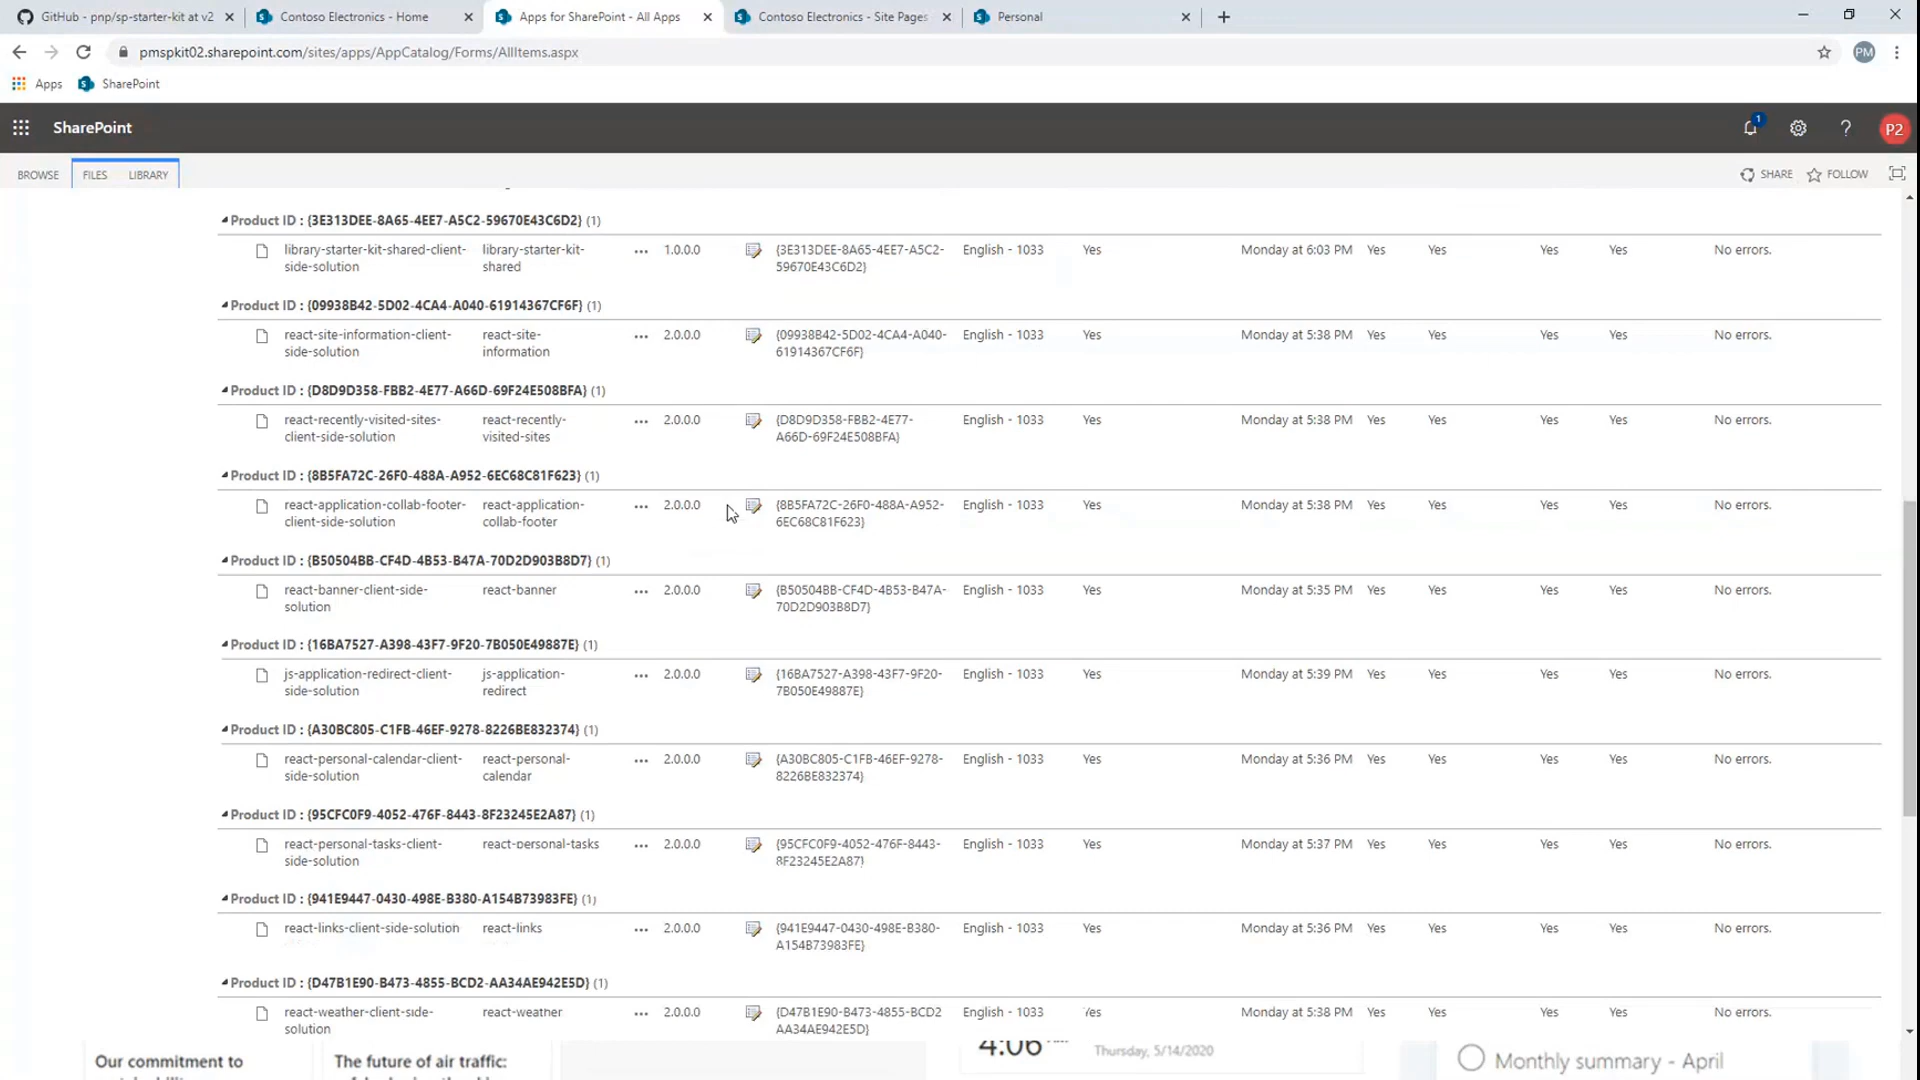 GitHub - pnp/sp-starter-kit at v2
Contoso Electronics - Home
Apps for SharePoint - All Apps
Contoso Electronics - Site Pages
Personal
pmspkit02.sharepoint.com/sites/apps/AppCatalog/Forms/AllItems.aspx
PM
Apps
SharePoint
SharePoint
1
?
P2
BROWSE FILES LIBRARY
SHARE FOLLOW
Product ID : {3E313DEE-8A65-4EE7-A5C2-59670E43C6D2} (1)
library-starter-kit-shared-client- library-starter-kit- ... 1.0.0.0 {3E313DEE-8A65-4EE7-A5C2- English - 1033 Yes Monday at 6:03 PM Yes Yes Yes Yes No errors.
side-solution shared 59670E43C6D2}
Product ID : {09938B42-5D02-4CA4-A040-61914367CF6F} (1)
react-site-information-client- react-site- ... 2.0.0.0 {09938B42-5D02-4CA4-A040- English - 1033 Yes Monday at 5:38 PM Yes Yes Yes Yes No errors.
side-solution information 61914367CF6F}
Product ID : {D8D9D358-FBB2-4E77-A66D-69F24E508BFA} (1)
react-recently-visited-sites- react-recently- ... 2.0.0.0 {D8D9D358-FBB2-4E77- English - 1033 Yes Monday at 5:38 PM Yes Yes Yes Yes No errors.
client-side-solution visited-sites A66D-69F24E508BFA}
Product ID : {8B5FA72C-26F0-488A-A952-6EC68C81F623} (1)
react-application-collab-footer- react-application- ... 2.0.0.0 {8B5FA72C-26F0-488A-A952- English - 1033 Yes Monday at 5:38 PM Yes Yes Yes Yes No errors.
client-side-solution collab-footer 6EC68C81F623}
Product ID : {B50504BB-CF4D-4B53-B47A-70D2D903B8D7} (1)
react-banner-client-side- react-banner ... 2.0.0.0 {B50504BB-CF4D-4B53-B47A- English - 1033 Yes Monday at 5:35 PM Yes Yes Yes Yes No errors.
solution 70D2D903B8D7}
Product ID : {16BA7527-A398-43F7-9F20-7B050E49887E} (1)
js-application-redirect-client- js-application- ... 2.0.0.0 {16BA7527-A398-43F7-9F20- English - 1033 Yes Monday at 5:39 PM Yes Yes Yes Yes No errors.
side-solution redirect 7B050E49887E}
Product ID : {A30BC805-C1FB-46EF-9278-8226BE832374} (1)
react-personal-calendar-client- react-personal- ... 2.0.0.0 {A30BC805-C1FB-46EF-9278- English - 1033 Yes Monday at 5:36 PM Yes Yes Yes Yes No errors.
side-solution calendar 8226BE832374}
Product ID : {95CFC0F9-4052-476F-8443-8F23245E2A87} (1)
react-personal-tasks-client- react-personal-tasks ... 2.0.0.0 {95CFC0F9-4052-476F-8443- English - 1033 Yes Monday at 5:37 PM Yes Yes Yes Yes No errors.
side-solution 8F23245E2A87}
Product ID : {941E9447-0430-498E-B380-A154B73983FE} (1)
react-links-client-side-solution react-links ... 2.0.0.0 {941E9447-0430-498E-B380- English - 1033 Yes Monday at 5:36 PM Yes Yes Yes Yes No errors.
A154B73983FE}
Product ID : {D47B1E90-B473-4855-BCD2-AA34AE942E5D} (1)
react-weather-client-side- react-weather ... 2.0.0.0 {D47B1E90-B473-4855-BCD2 English - 1033 Yes Monday at 5:38 PM Yes Yes Yes Yes No errors.
solution AA34AE942E5D}
Our commitment to The future of air traffic: 4:06 Thursday, 5/14/2020 Monthly summary - April